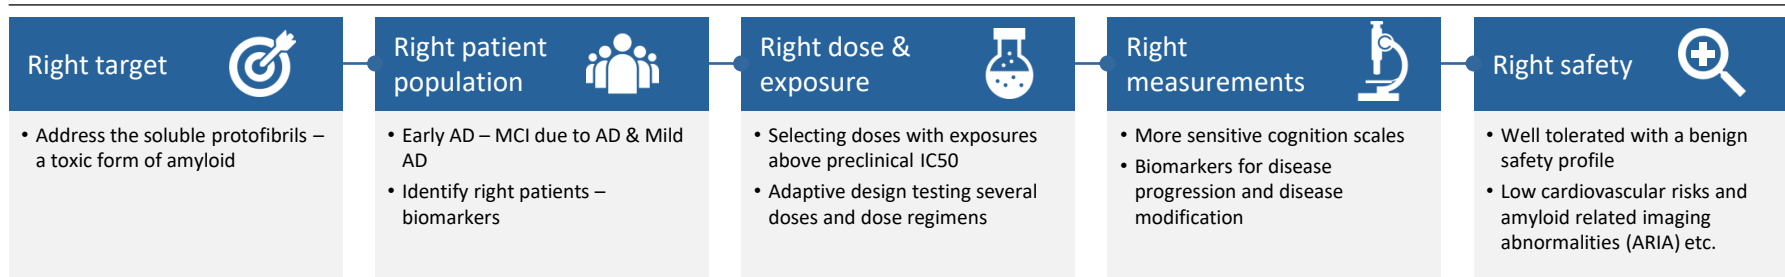 Right target
• Address the soluble protofibrils –
a toxic form of amyloid
Right patient
population
• Early AD – MCI due to AD & Mild
AD
• Identify right patients –
biomarkers
Right dose &
exposure
• Selecting doses with exposures
above preclinical IC50
• Adaptive design testing several
doses and dose regimens
Right
measurements
• More sensitive cognition scales
• Biomarkers for disease
progression and disease
modification
Right safety
• Well tolerated with a benign
safety profile
• Low cardiovascular risks and
amyloid related imaging
abnormalities (ARIA) etc.